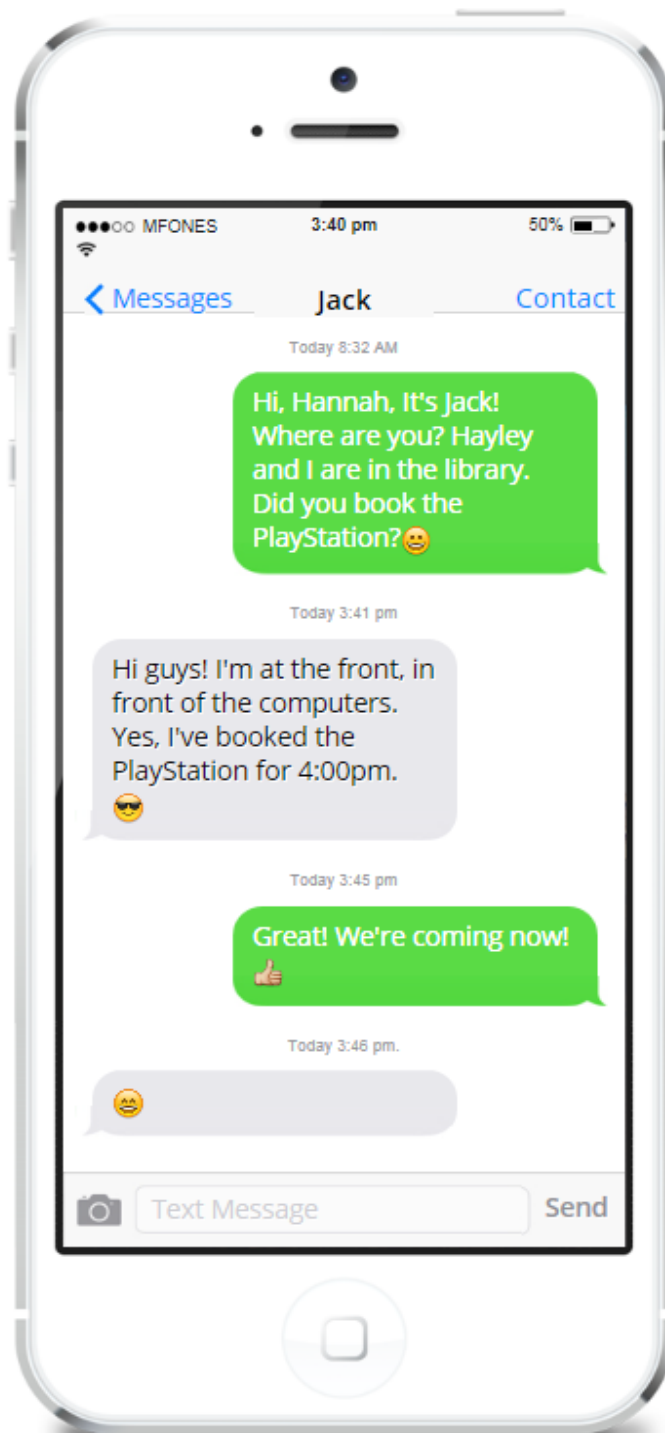 ●●●○○ MFONES 3:40 pm 50%
Messages Jack Contact
Today 8:32 AM
Hi, Hannah, It's Jack!
Where are you? Hayley
and I are in the library.
Did you book the
PlayStation?😀
Today 3:41 pm
Hi guys! I'm at the front, in
front of the computers.
Yes, I've booked the
PlayStation for 4:00pm.
😎
Today 3:45 pm
Great! We're coming now!
👍
Today 3:46 pm.
😁
Text Message Send